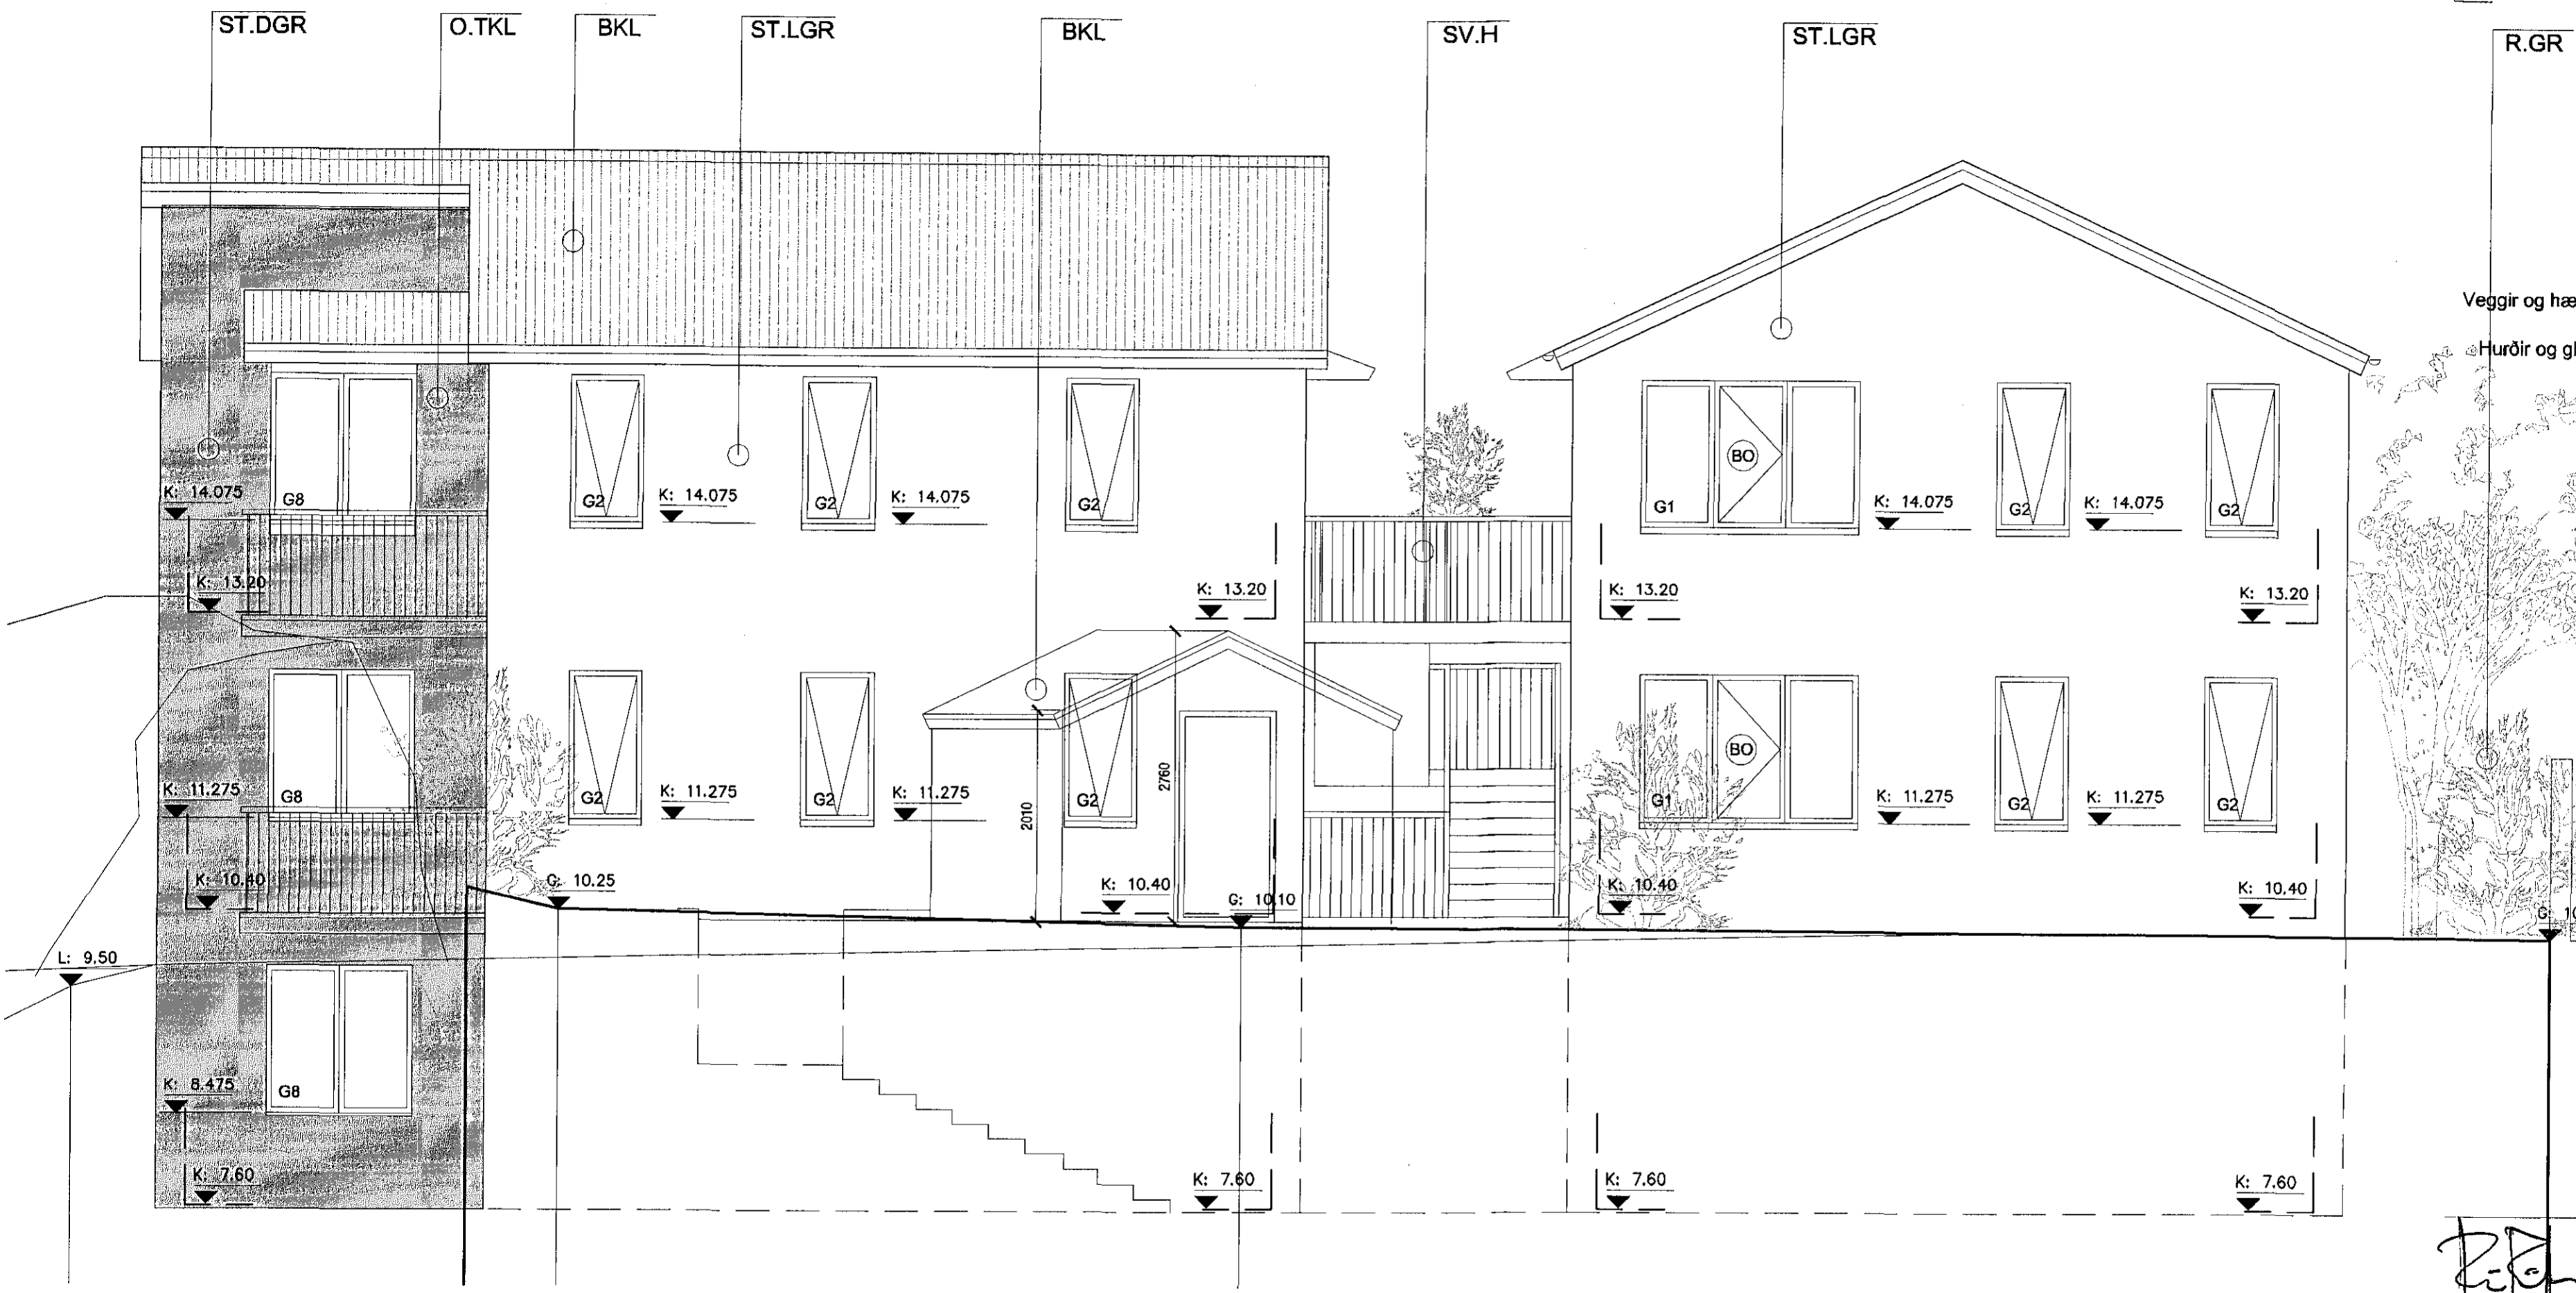 ST.DGR O.TKL BKL ST.LGR BKL SV.H ST.LGR R.GR
Veggir og hæ
Hurðir og gl
BO
K: 14.075 G8 G2 K: 14.075 G2 K: 14.075 G2 G1 K: 14.075 G2 K: 14.075 G2
K: 13.20 K: 13.20 K: 13.20 K: 13.20
BO
2760
2010
K: 11.275 G8 G2 K: 11.275 G2 K: 11.275 G2 G1 K: 11.275 G2 K: 11.275 G2
K: 10.40 G: 10.25 K: 10.40 G: 10.10 K: 10.40 K: 10.40 G: 10
L: 9.50
K: 8.475 G8
K: 7.60 K: 7.60 K: 7.60 K: 7.60